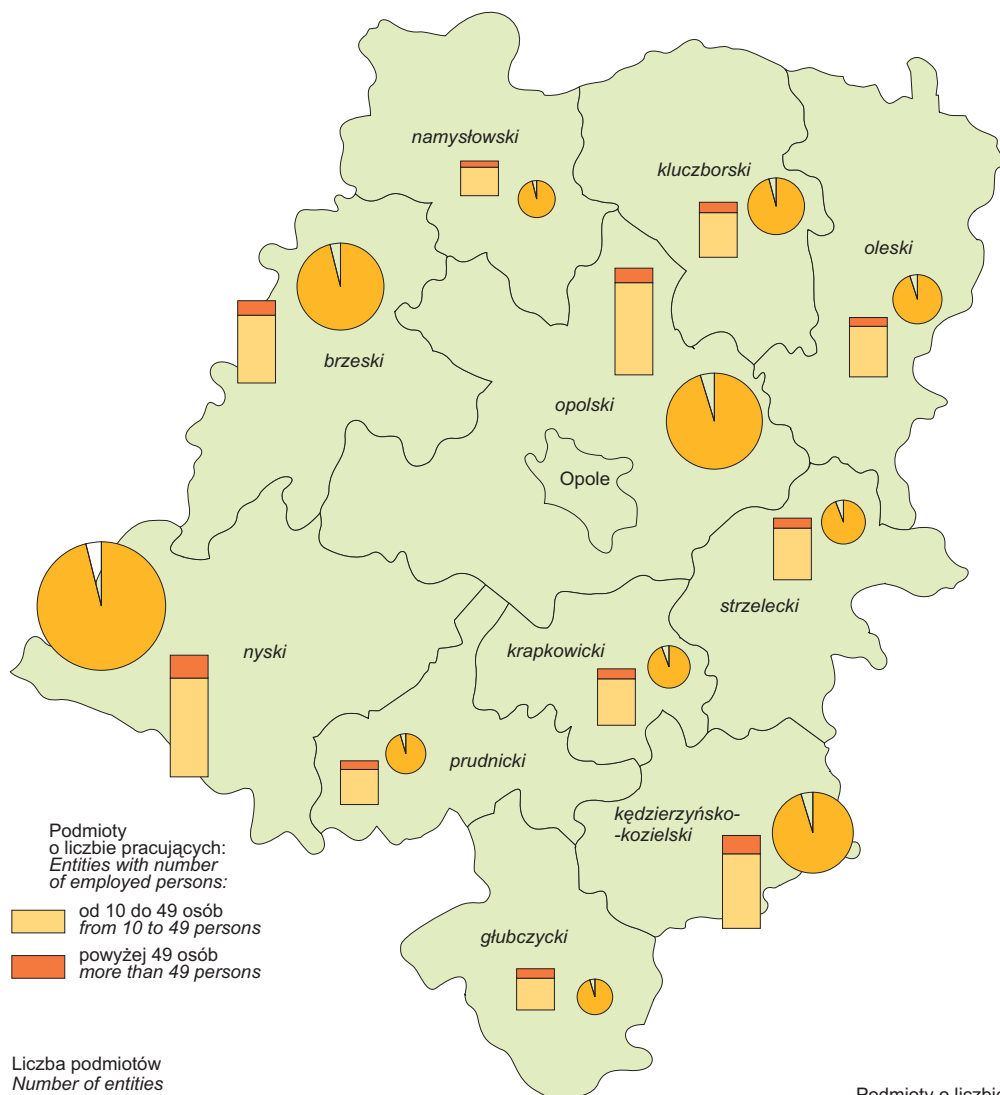 namysłowski
kluczborski
oleski
brzeski
opolski
Opole
strzelecki
nyski
krapkowicki
prudnicki
kędzierzyńsko-
-kozielski
głubczycki
Podmioty
o liczbie pracujących:
Entities with number
of employed persons:
od 10 do 49 osób
from 10 to 49 persons
powyżej 49 osób
more than 49 persons
Liczba podmiotów
Number of entities
Podmioty o liczbie